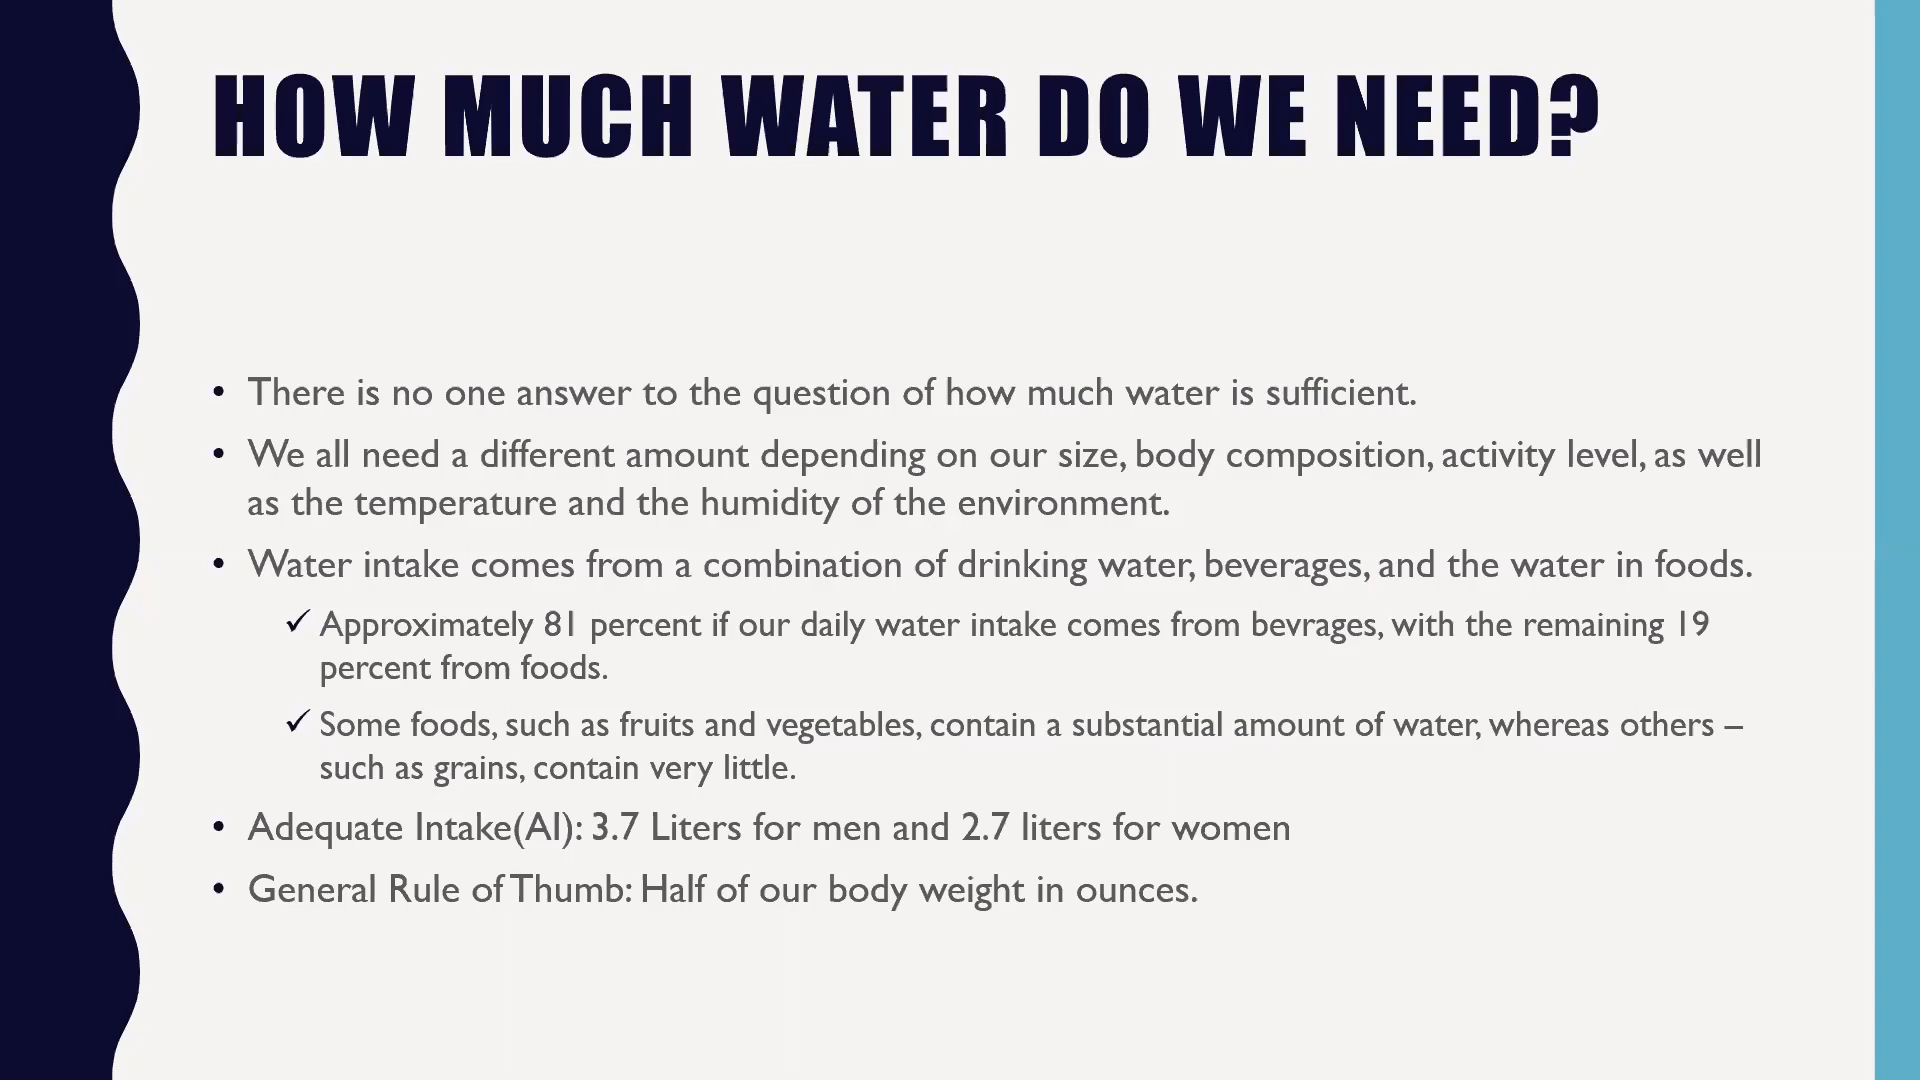 HOW MUCH WATER DO WE NEED?
• There is no one answer to the question of how much water is sufficient.
• We all need a different amount depending on our size, body composition, activity level, as well
as the temperature and the humidity of the environment.
• Water intake comes from a combination of drinking water, beverages, and the water in foods.
✓ Approximately 81 percent if our daily water intake comes from bevrages, with the remaining 19
percent from foods.
✓ Some foods, such as fruits and vegetables, contain a substantial amount of water, whereas others –
such as grains, contain very little.
• Adequate Intake(AI): 3.7 Liters for men and 2.7 liters for women
• General Rule of Thumb: Half of our body weight in ounces.